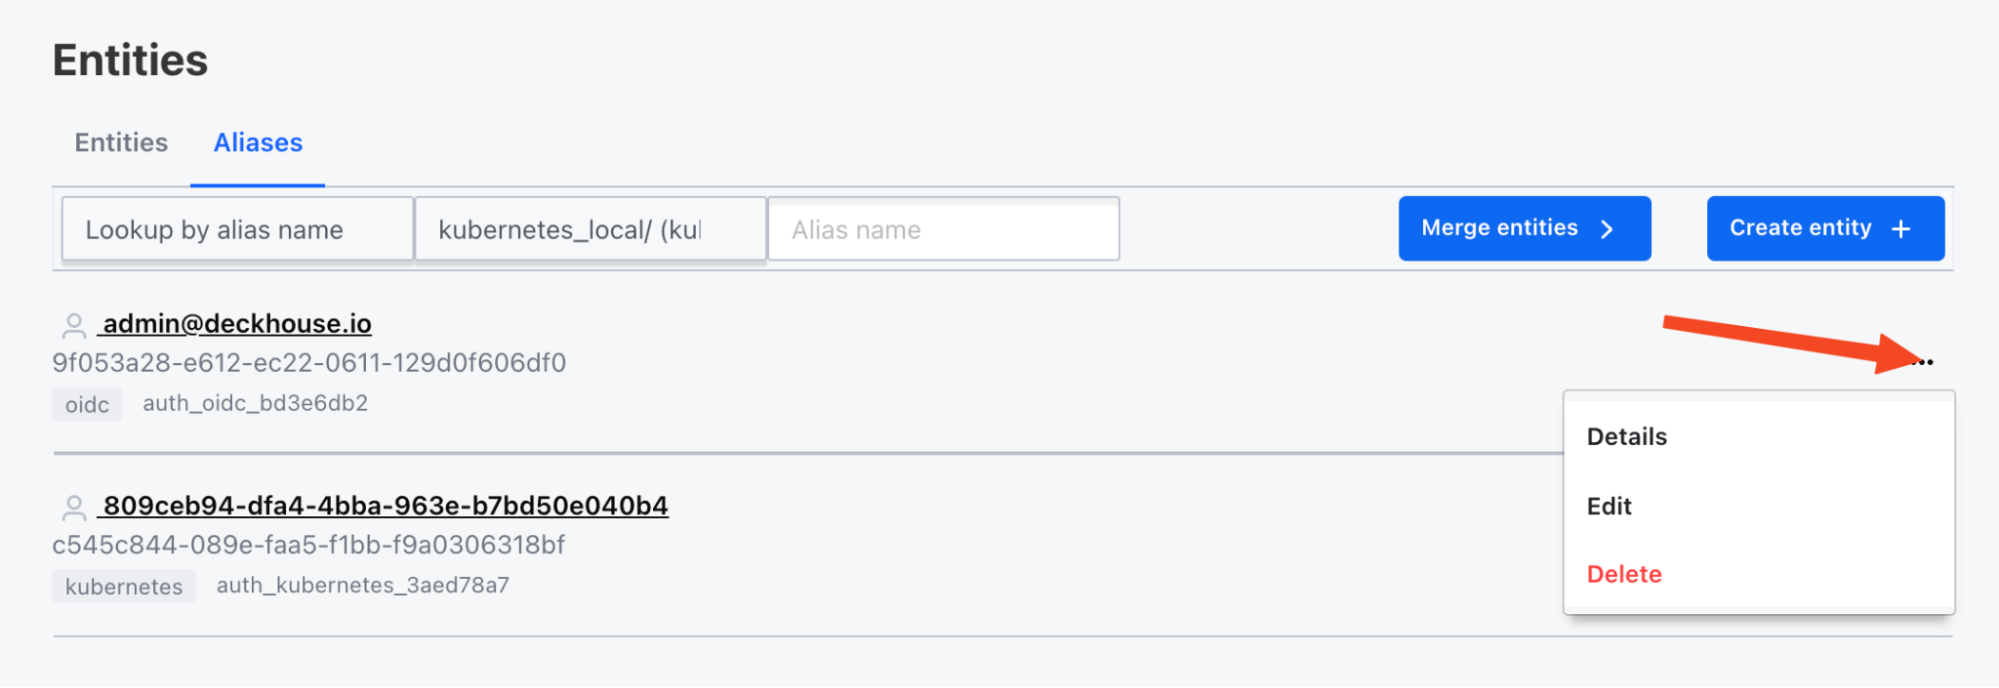 Entities
Entities Aliases
Lookup by alias name kubernetes_local/ (kul Alias name Merge entities Create entity
admin@deckhouse.io
9f053a28-e612-ec22-0611-129d0f606df0
oidc auth_oidc_bd3e6db2
Details
Edit
Delete
809ceb94-dfa4-4bba-963e-b7bd50e040b4
c545c844-089e-faa5-f1bb-f9a0306318bf
kubernetes auth_kubernetes_3aed78a7